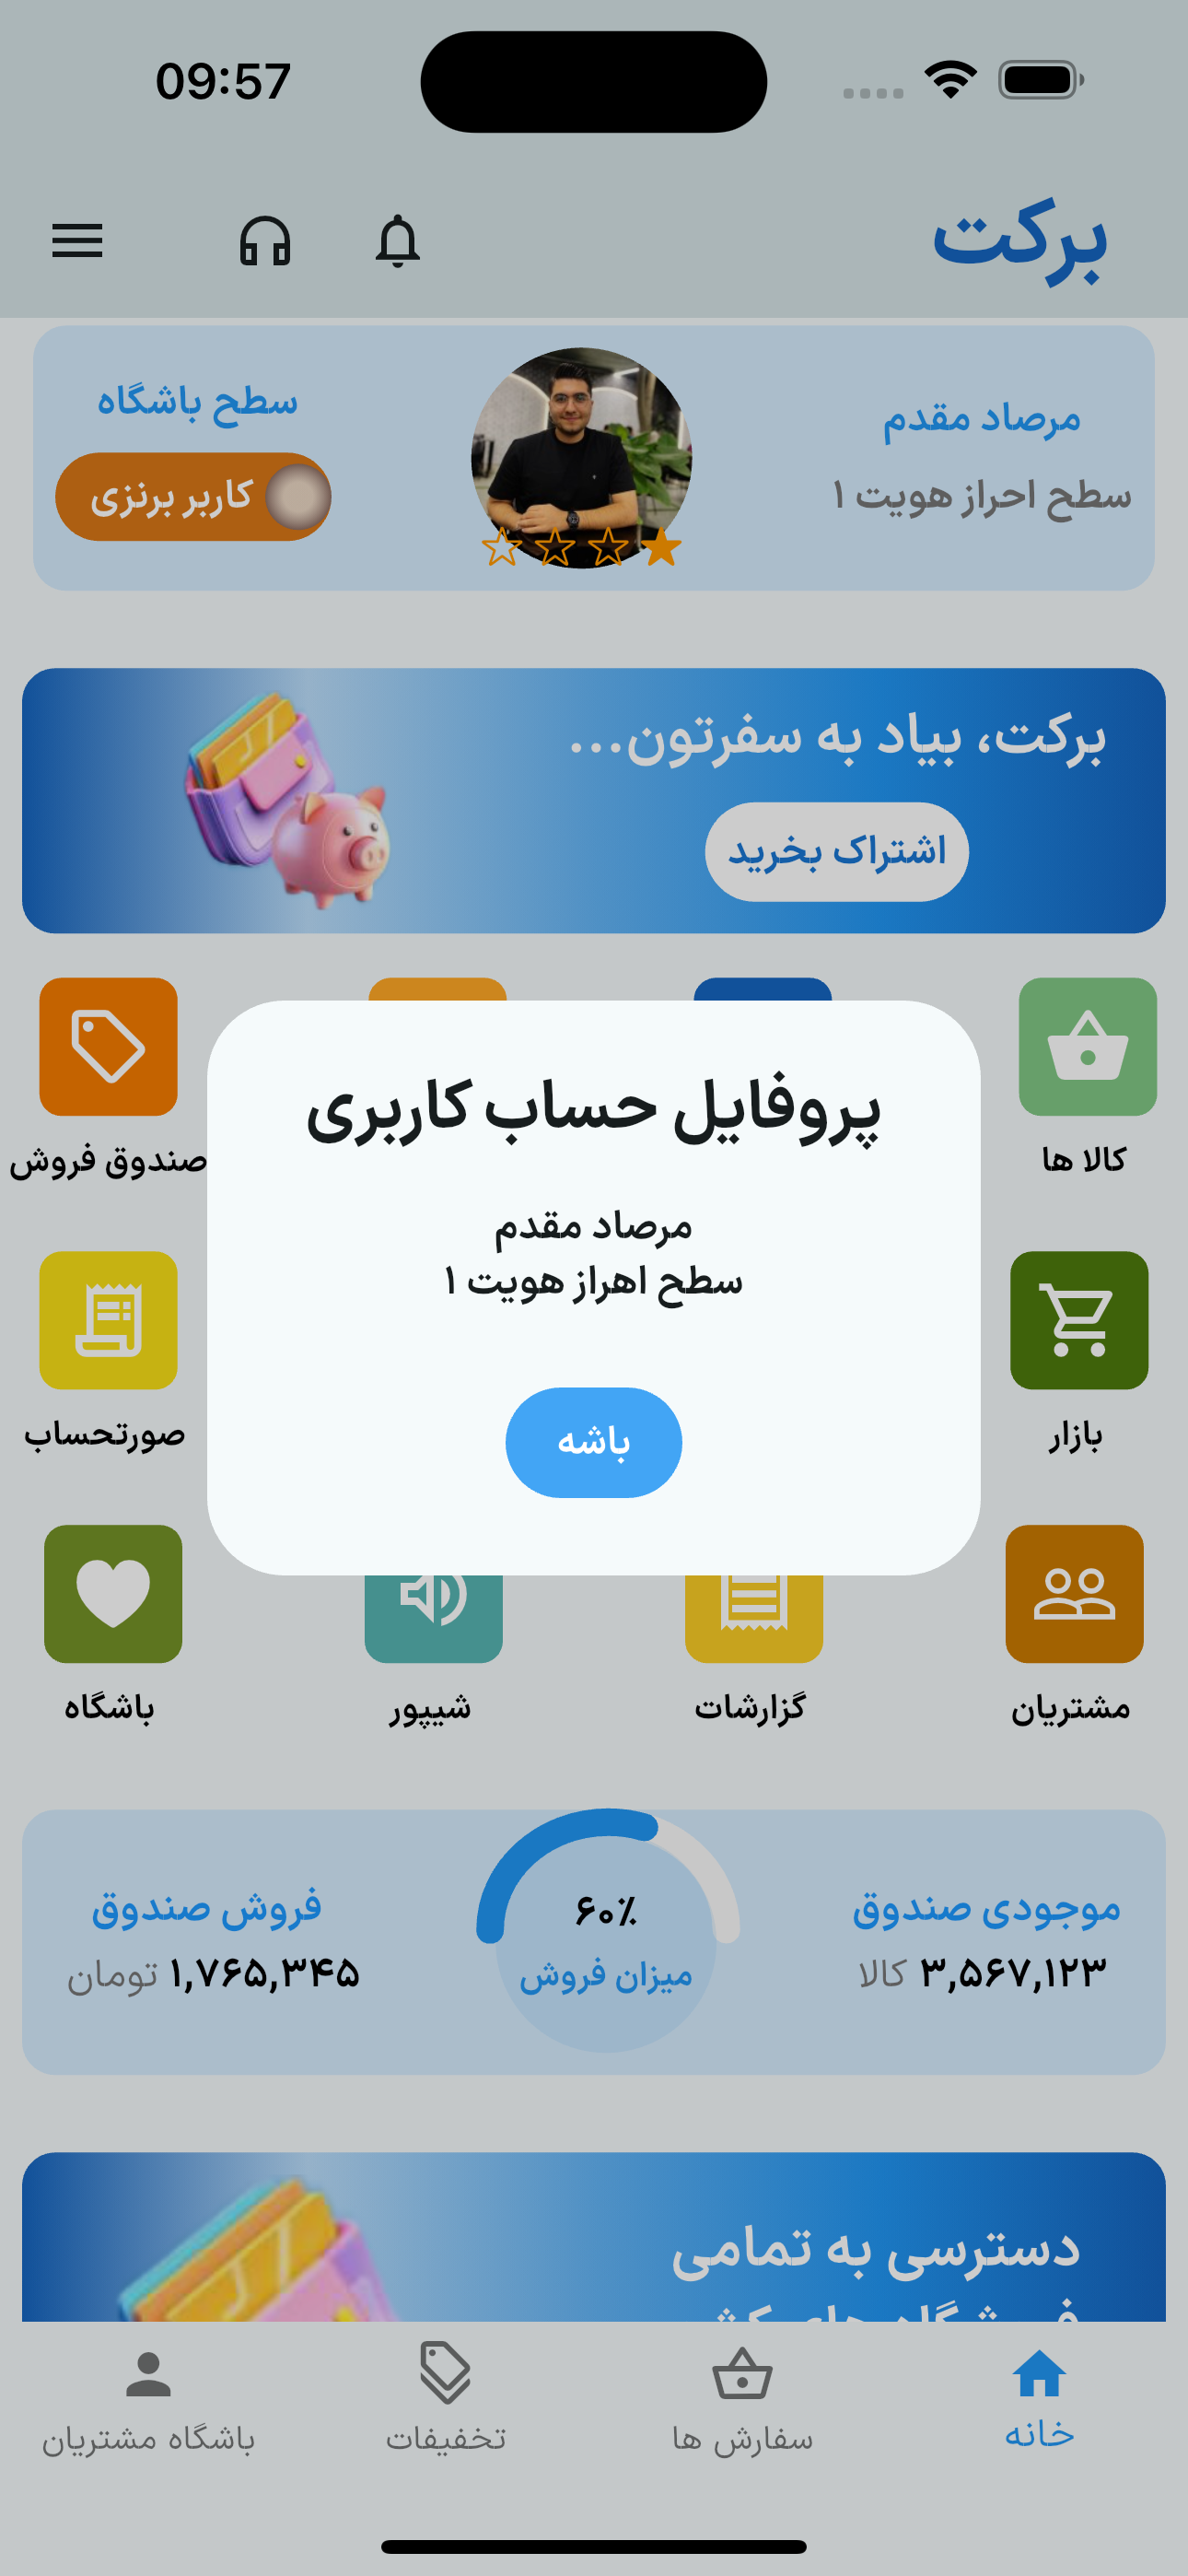 09:57
برکت
مرصاد مقدم
سطح احراز هویت ۱
سطح باشگاه
کاربر برنزی
برکت، بیاد به سفرتون...
اشتراک بخرید
کالا ها
صندوق فروش
پروفایل حساب کاربری
مرصاد مقدم
سطح اهراز هویت ۱
باشه
بازار
صورتحساب
مشتریان
گزارشات
شیپور
باشگاه
موجودی صندوق
۳,۵۶۷,۱۲۳ کالا
۶۰٪
میزان فروش
فروش صندوق
۱,۷۶۵,۳۴۵ تومان
دسترسی به تمامی
خانه
سفارش ها
تخفیفات
باشگاه مشتریان